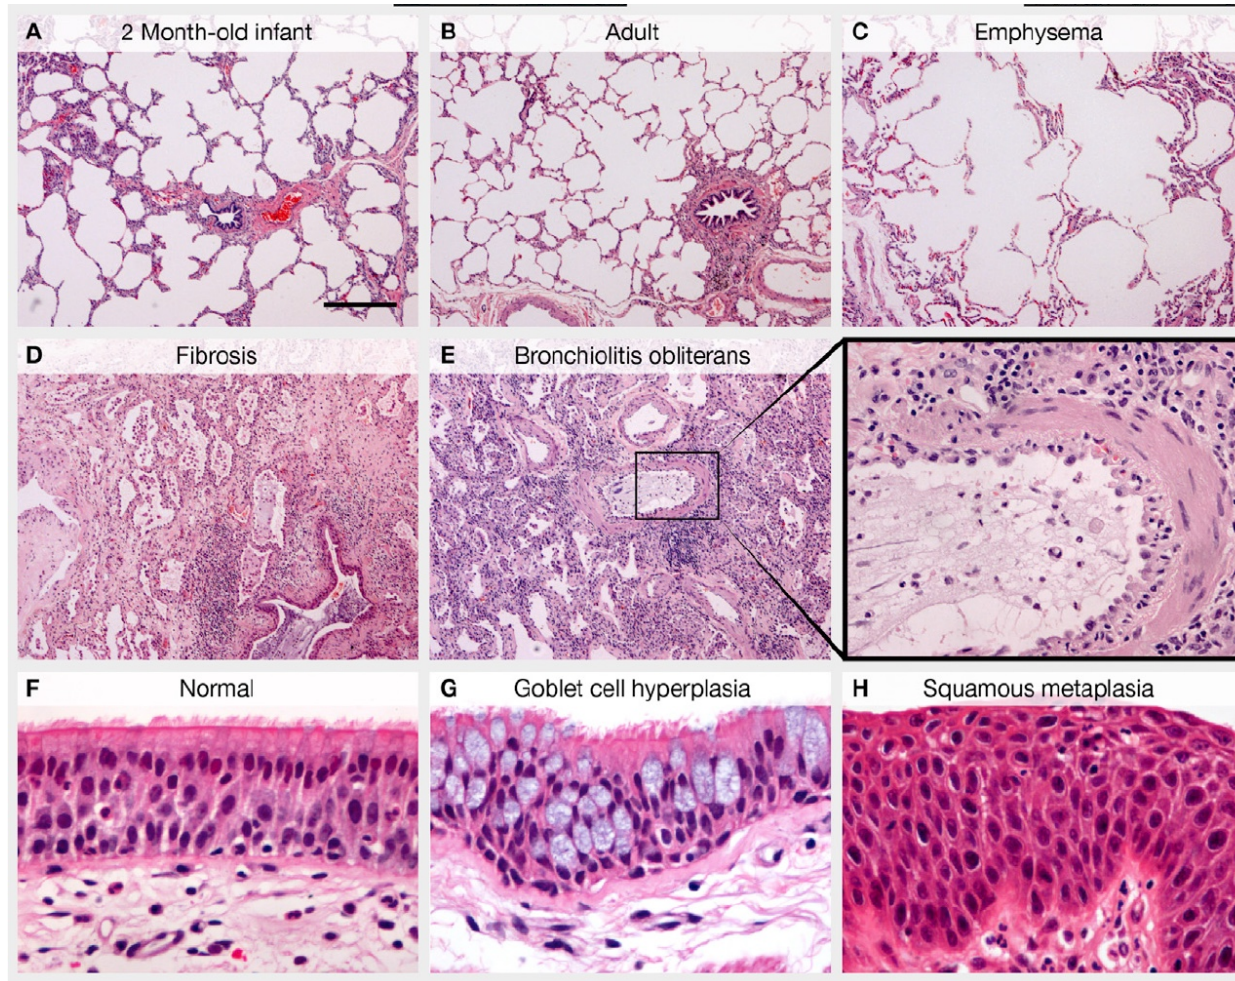 A 2 Month-old infant
B Adult
C Emphysema
D Fibrosis
E Bronchiolitis obliterans
F Normal
G Goblet cell hyperplasia
H Squamous metaplasia